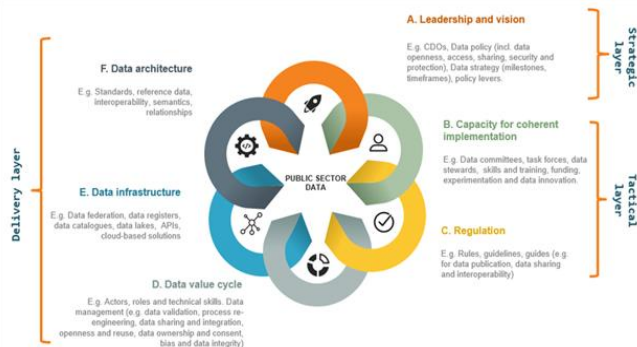 A. Leadership and vision
E.g. CDOs, Data policy (incl. data
openness, access, sharing, security and
protection), Data strategy (milestones,
timeframes), policy levers.
Strategic
layer
B. Capacity for coherent
implementation
E.g. Data committees, task forces, data
stewards, skills and training, funding,
experimentation and data innovation.
C. Regulation
E.g. Rules, guidelines, guides (e.g.
for data publication, data sharing
and interoperability)
Tactical
layer
D. Data value cycle
E.g. Actors, roles and technical skills. Data
management (e.g. data validation, process re-
engineering, data sharing and integration,
openness and reuse, data ownership and consent,
bias and data integrity)
E. Data infrastructure
E.g. Data federation, data registers,
data catalogues, data lakes, APIs,
cloud-based solutions
F. Data architecture
E.g. Standards, reference data,
interoperability, semantics,
relationships
Delivery layer
PUBLIC SECTOR
DATA